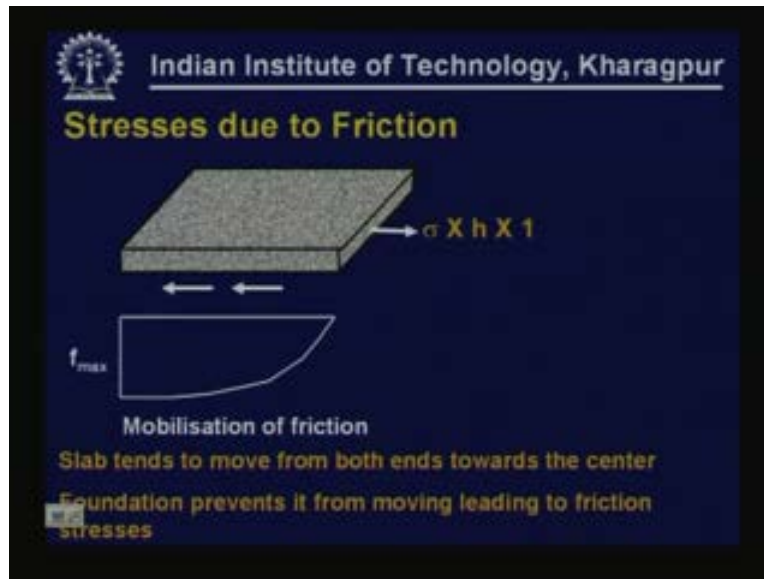 Indian Institute of Technology, Kharagpur
Stresses due to Friction
σ X h X 1
f max
Mobilisation of friction
Slab tends to move from both ends towards the center
Foundation prevents it from moving leading to friction
stresses